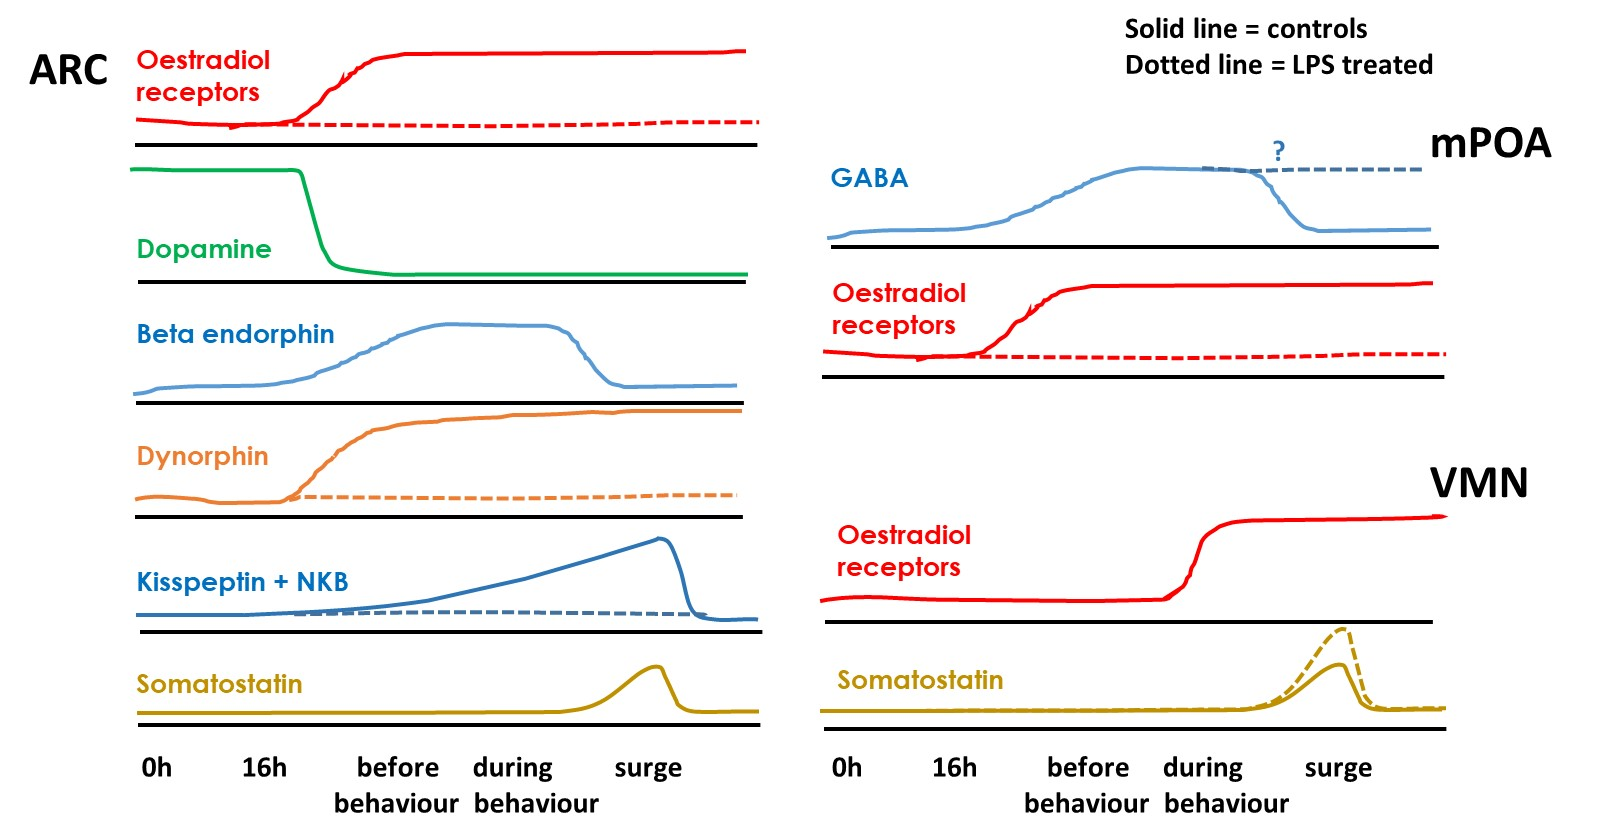 ARC
Oestradiol
receptors
Dopamine
Beta endorphin
Dynorphin
Kisspeptin + NKB
Somatostatin
0h 16h before during surge
behaviour behaviour
Solid line = controls
Dotted line = LPS treated
mPOA
?
GABA
Oestradiol
receptors
VMN
Oestradiol
receptors
Somatostatin
0h 16h before during surge
behaviour behaviour